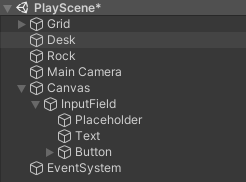 PlayScene*
Grid
Desk
Rock
Main Camera
Canvas
InputField
Placeholder
Text
Button
EventSystem